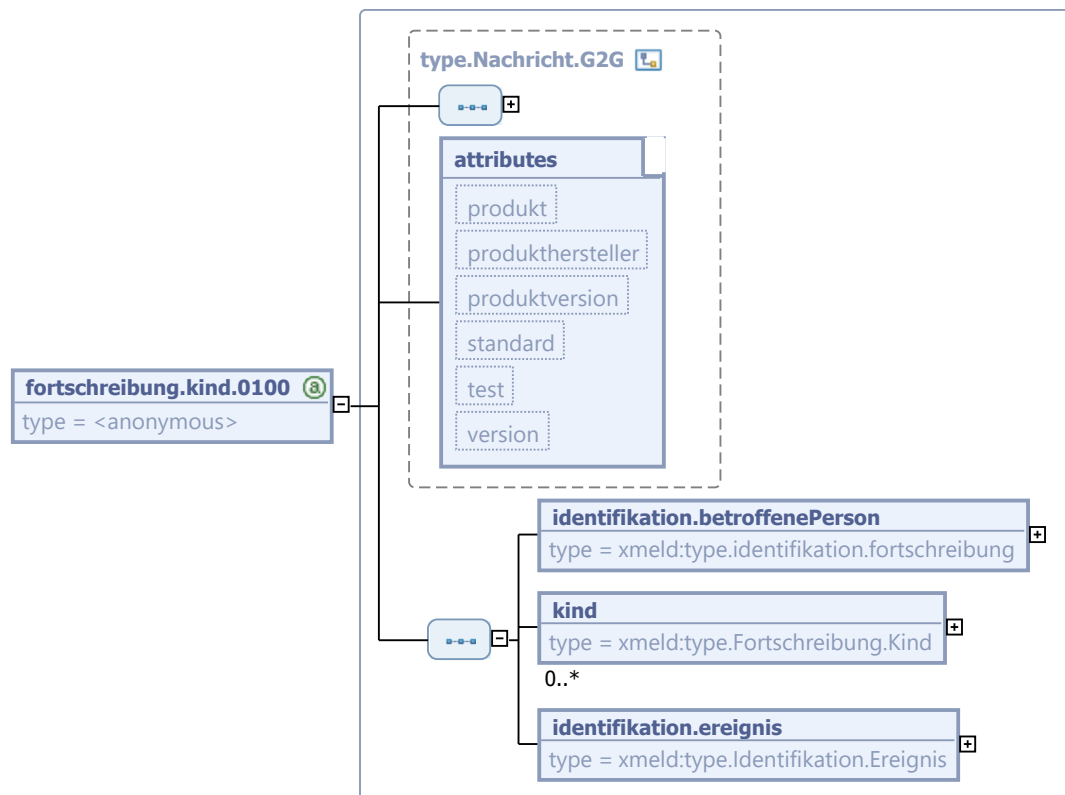 type.Nachricht.G2G
attributes
produkt
produkthersteller
produktversion
standard
test
version
fortschreibung.kind.0100 a
type = <anonymous>
identifikation.betroffenePerson
type = xmeld:type.identifikation.fortschreibung
kind
type = xmeld:type.Fortschreibung.Kind
0..*
identifikation.ereignis
type = xmeld:type.Identifikation.Ereignis